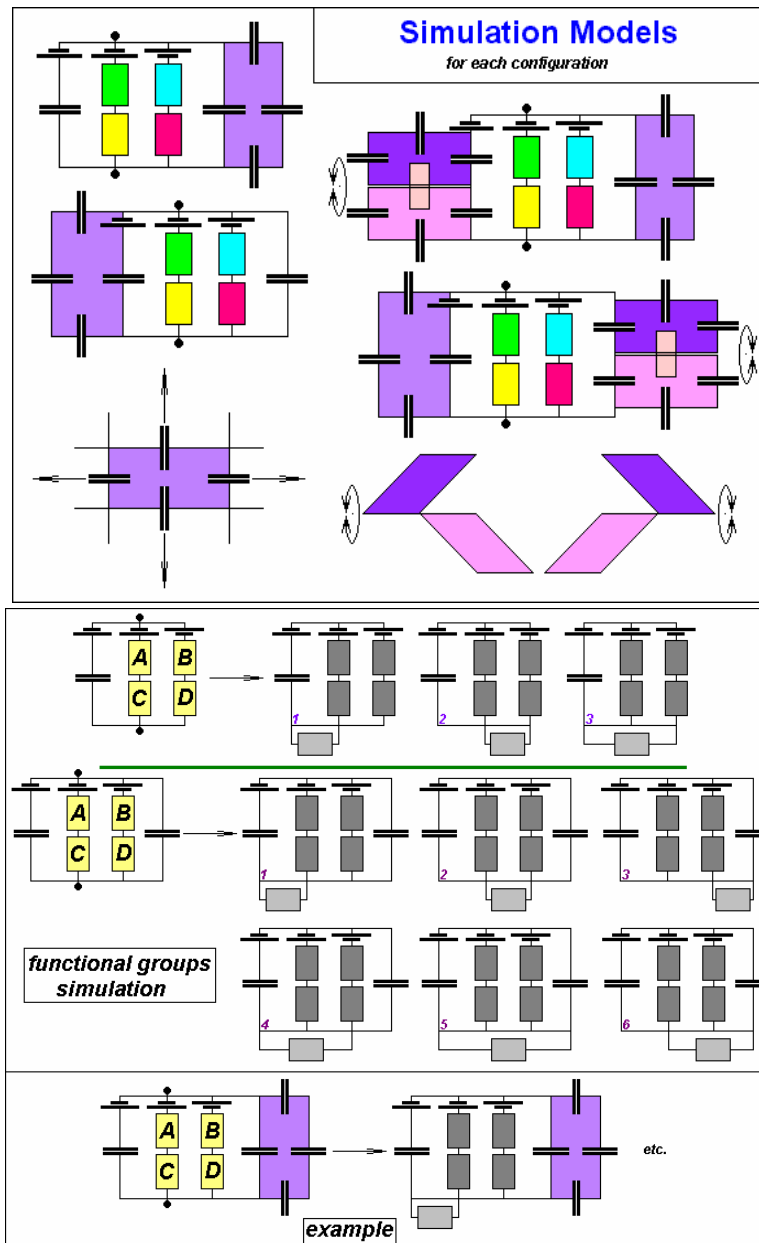 Simulation Models
for each configuration
A B
C D
1
2
3
A B
C D
1
2
3
functional groups
simulation
4
5
6
A B
C D
etc.
example